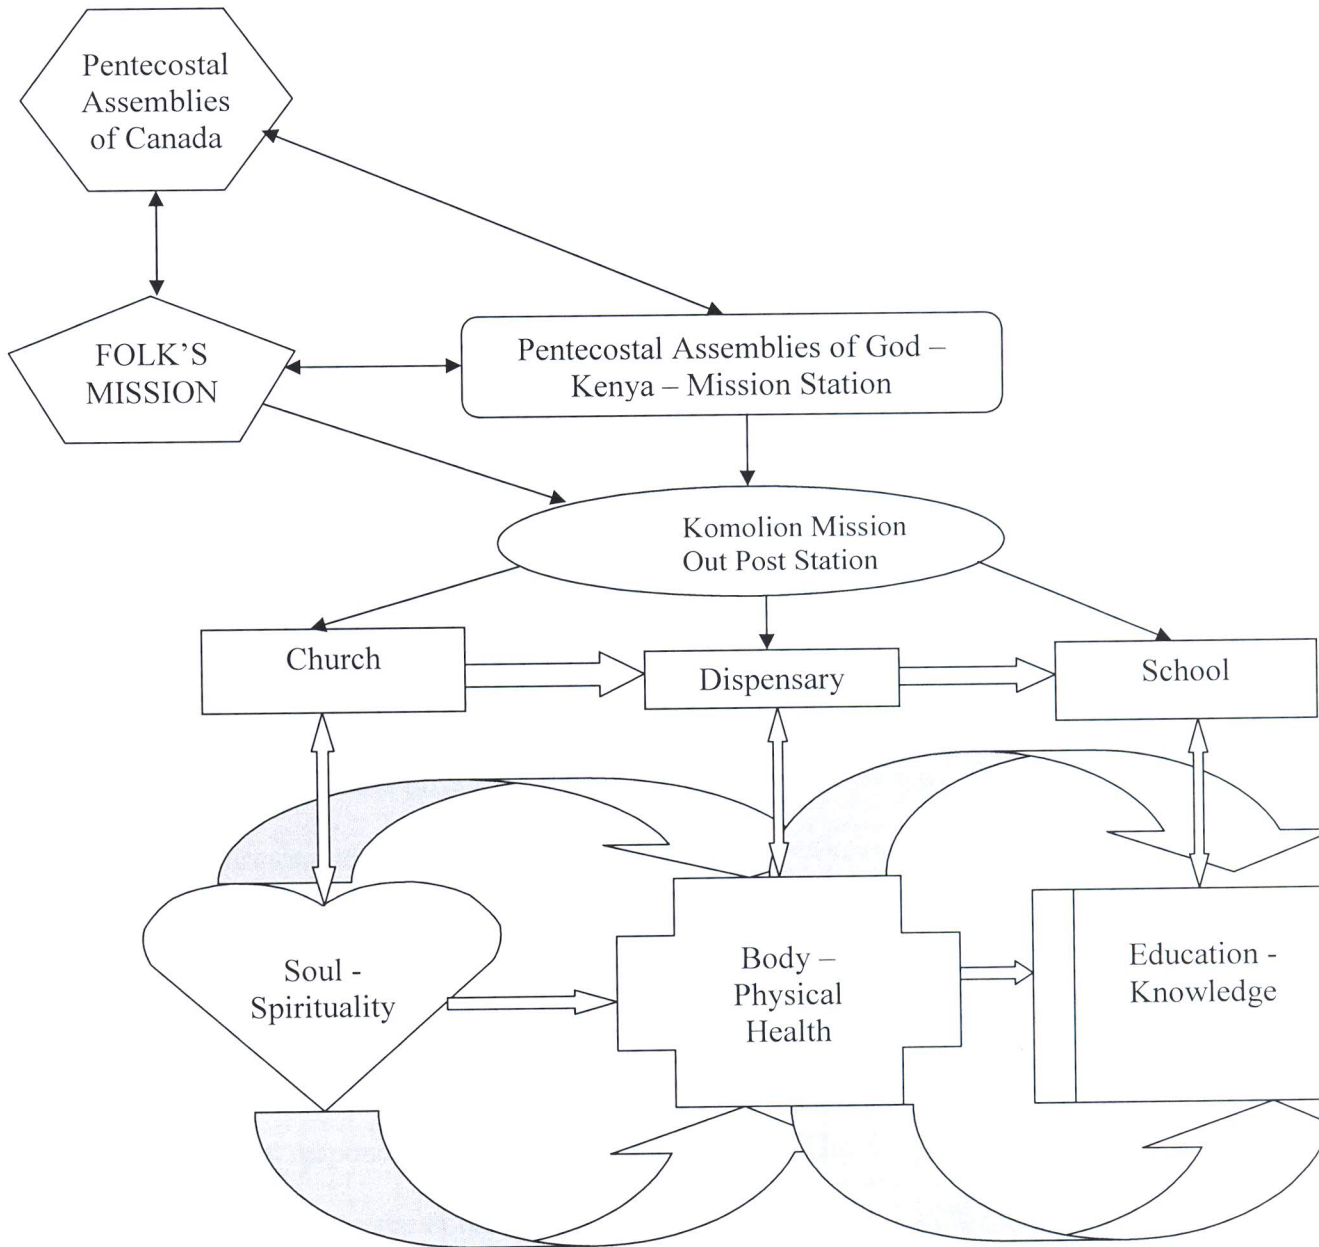 Pentecostal
Assemblies
of Canada
FOLK'S
MISSION
Pentecostal Assemblies of God –
Kenya – Mission Station
Komolion Mission
Out Post Station
Church
Dispensary
School
Soul -
Spirituality
Body –
Physical
Health
Education -
Knowledge